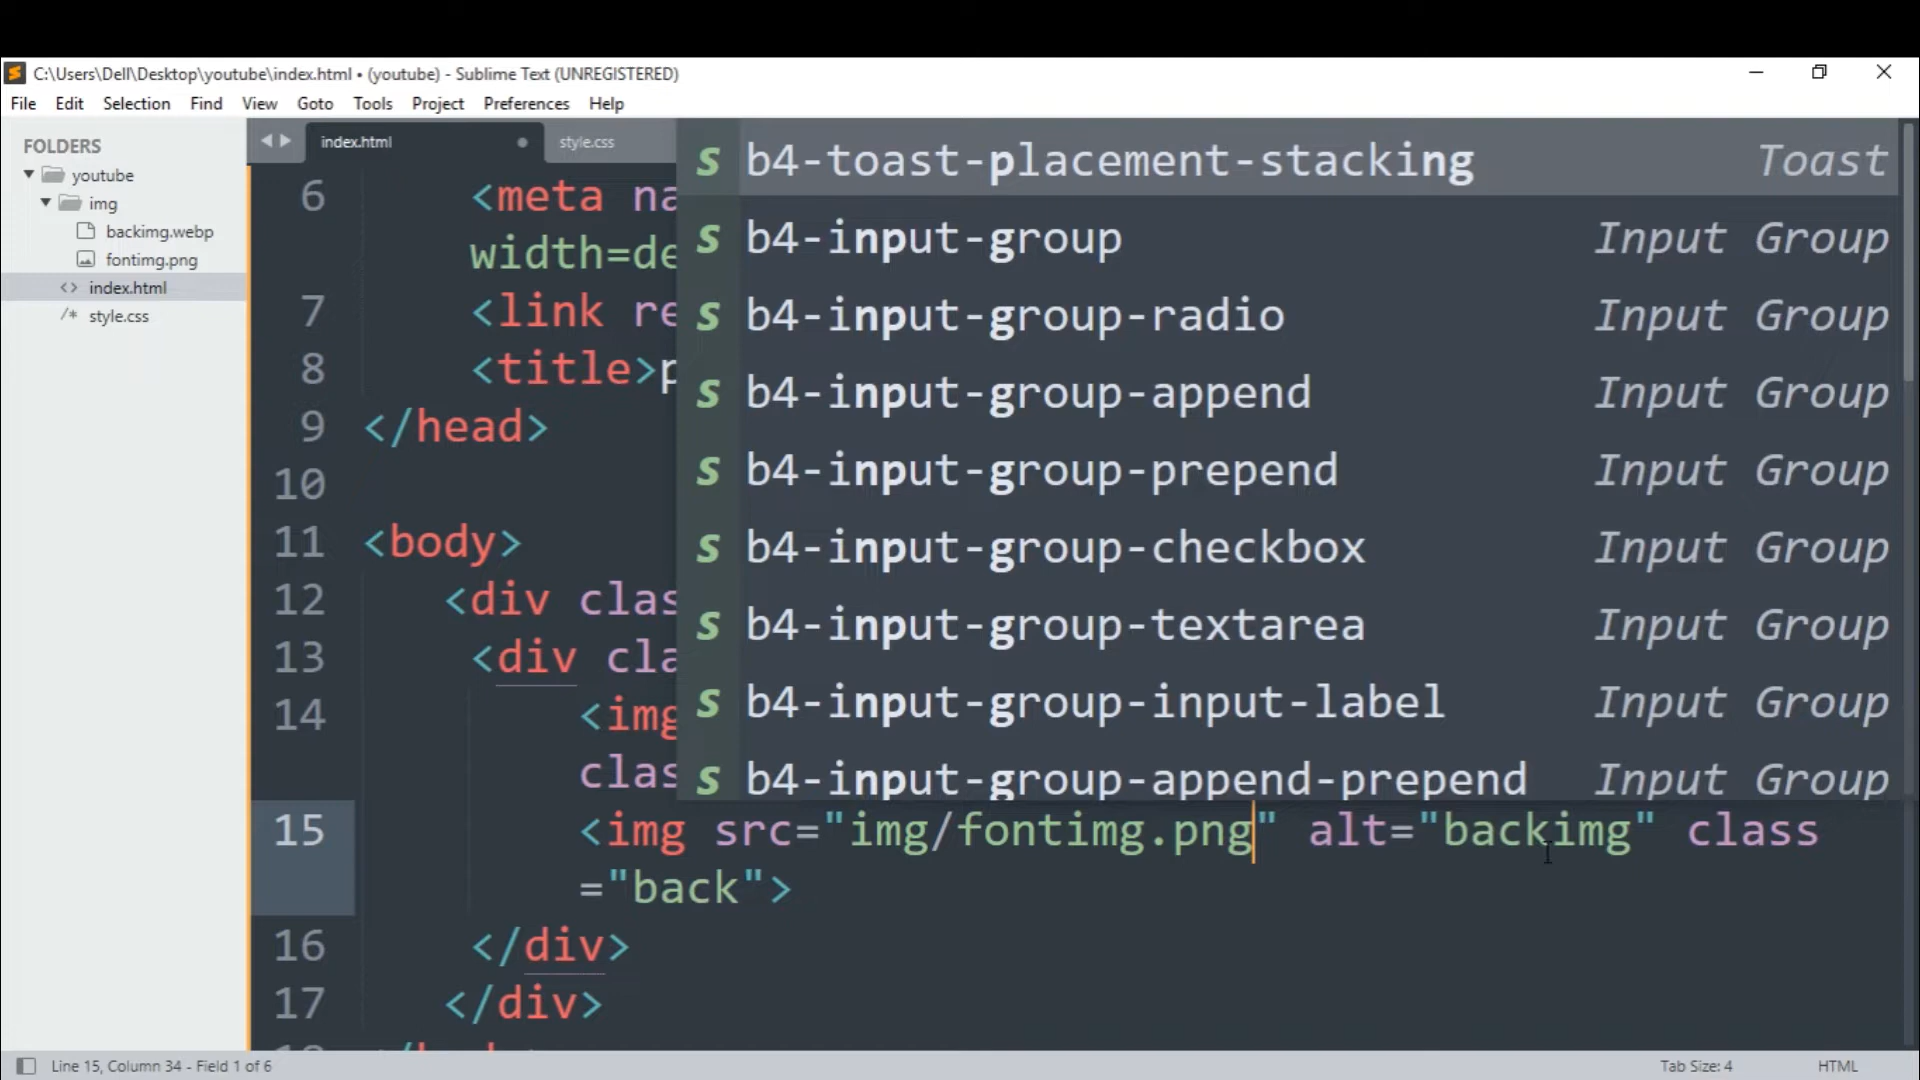 C:\Users\Dell\Desktop\youtube\index.html • (youtube) - Sublime Text (UNREGISTERED)
File Edit Selection Find View Goto Tools Project Preferences Help
FOLDERS
youtube
img
backimg.webp
fontimg.png
<> index.html
/* style.css
index.html
style.css
s b4-toast-placement-stacking Toast
s b4-input-group Input Group
s b4-input-group-radio Input Group
s b4-input-group-append Input Group
s b4-input-group-prepend Input Group
s b4-input-group-checkbox Input Group
s b4-input-group-textarea Input Group
s b4-input-group-input-label Input Group
s b4-input-group-append-prepend Input Group
6 <meta na
width=de
7 <link re
8 <title>p
9 </head>
10
11 <body>
12 <div clas
13 <div cla
14 <img
clas
15 <img src="img/fontimg.png" alt="backimg" class
="back">
16 </div>
17 </div>
Line 15, Column 34 - Field 1 of 6
Tab Size: 4
HTML